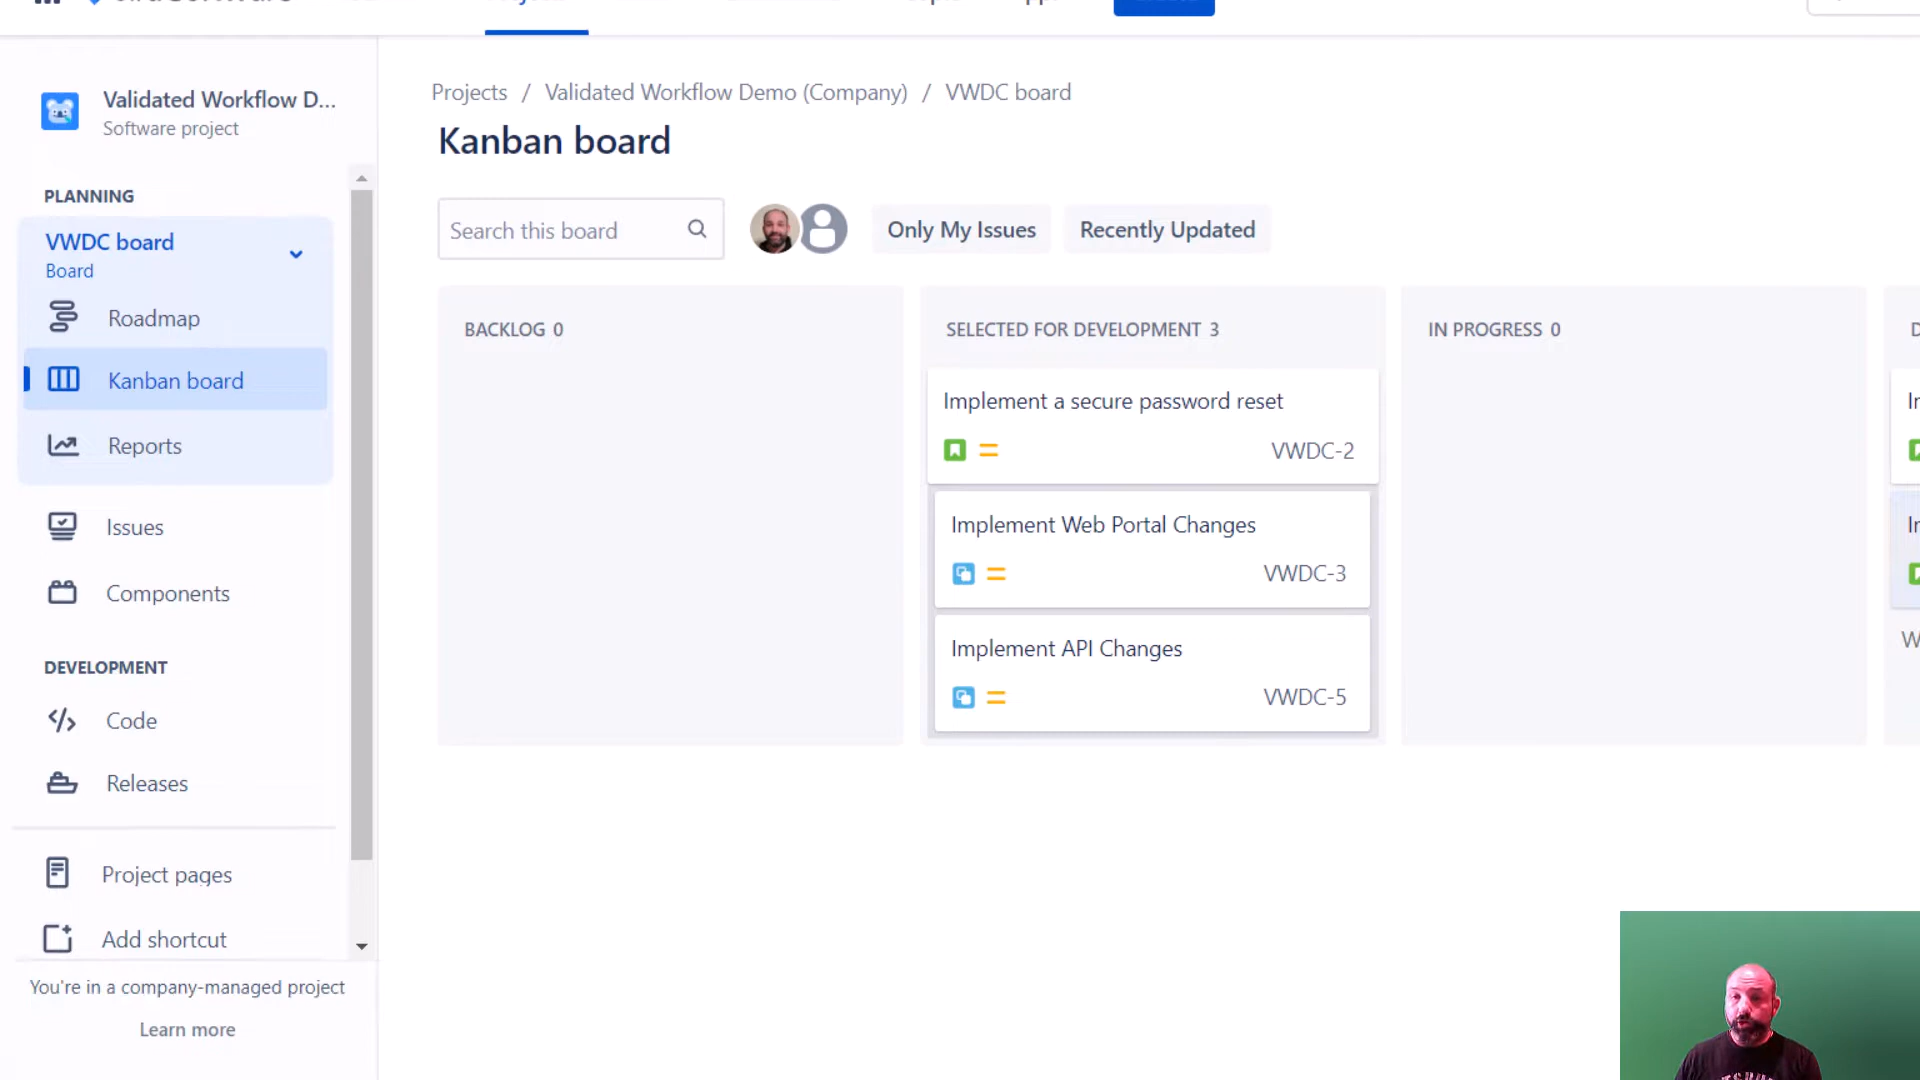 Validated Workflow D...
Software project
PLANNING
VWDC board
Board
Roadmap
Kanban board
Reports
Issues
Components
DEVELOPMENT
Code
Releases
Project pages
Add shortcut
You're in a company-managed project
Learn more
Projects / Validated Workflow Demo (Company) / VWDC board
Kanban board
Search this board
Only My Issues
Recently Updated
BACKLOG 0
SELECTED FOR DEVELOPMENT 3
Implement a secure password reset
VWDC-2
Implement Web Portal Changes
VWDC-3
Implement API Changes
VWDC-5
IN PROGRESS 0